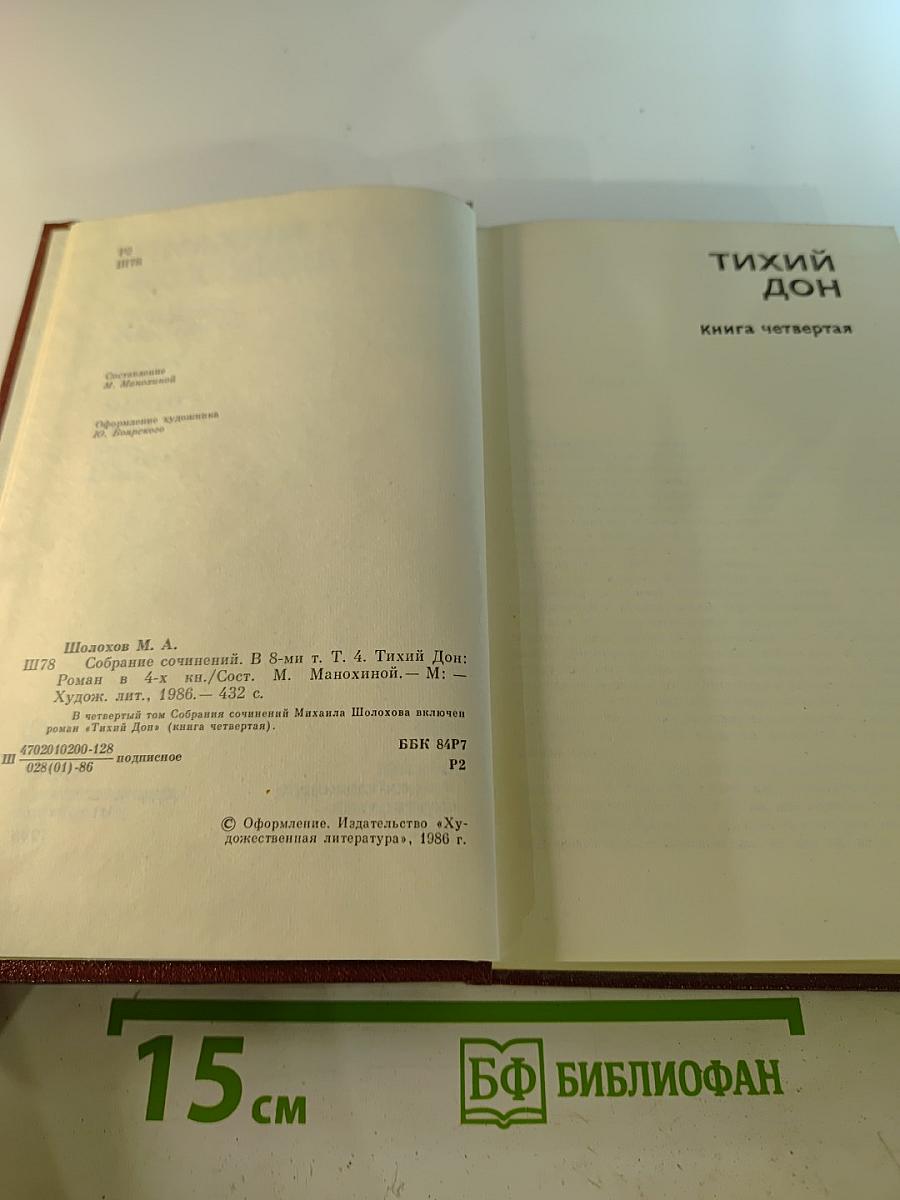 Р2
Ш78
Составление
М. Манохиной
Оформление художника
Ю. Боярского
Шолохов М. А.
Ш78 Собрание сочинений. В 8-ми т. Т. 4. Тихий Дон:
Роман в 4-х кн./Сост. М. Манохиной.— М: —
Худож. лит., 1986.— 432 с.
В четвертый том Собрания сочинений Михаила Шолохова включен
роман «Тихий Дон» (книга четвертая).
Ш 4702010200-128 подписное
028(01)-86
ББК 84Р7
Р2
© Оформление. Издательство «Ху-
дожественная литература», 1986 г.
ТИХИЙ
ДОН
книга четвертая
15 см
БФ БИБЛИОФАН